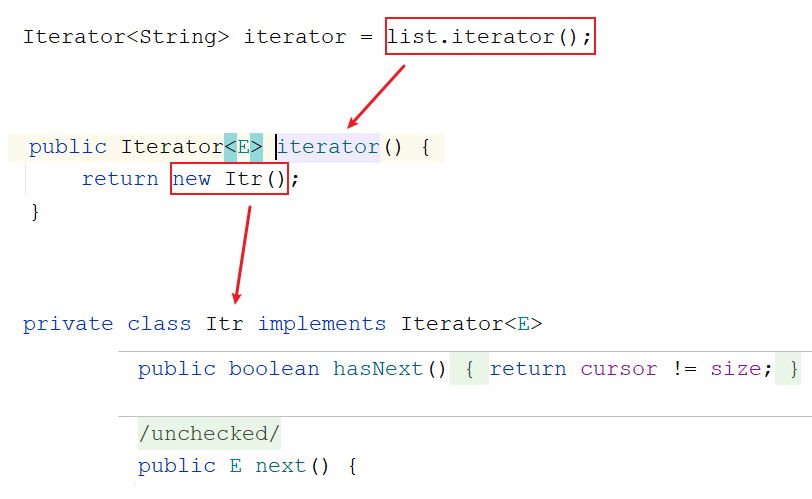 Iterator<String> iterator = list.iterator();
public Iterator<E> iterator() {
return new Itr();
}
private class Itr implements Iterator<E>
public boolean hasNext() { return cursor != size; }
/unchecked/
public E next() {